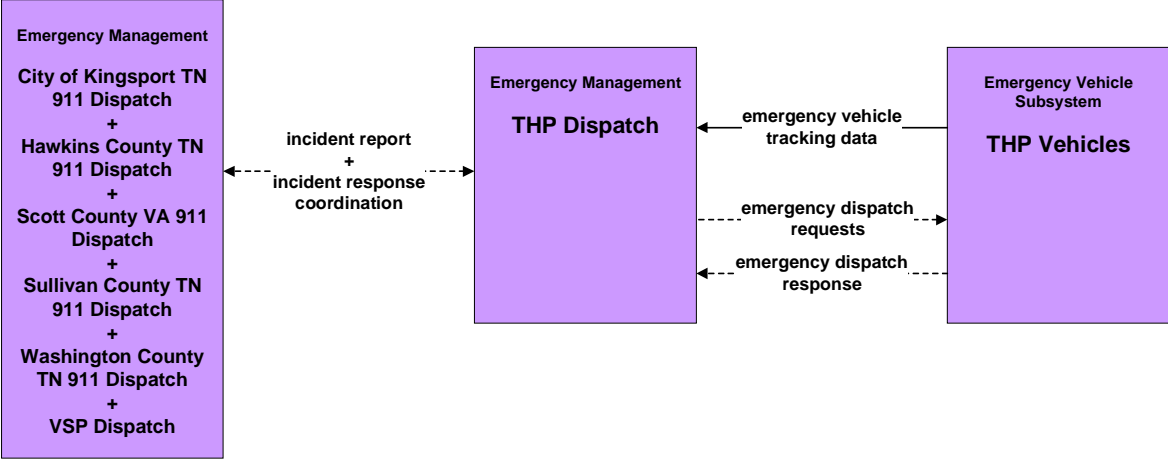 Emergency Management
City of Kingsport TN
911 Dispatch
+
Hawkins County TN
911 Dispatch
+
Scott County VA 911
Dispatch
+
Sullivan County TN
911 Dispatch
+
Washington County
TN 911 Dispatch
+
VSP Dispatch
incident report
+
incident response
coordination
Emergency Management
THP Dispatch
emergency vehicle
tracking data
emergency dispatch
requests
emergency dispatch
response
Emergency Vehicle
Subsystem
THP Vehicles